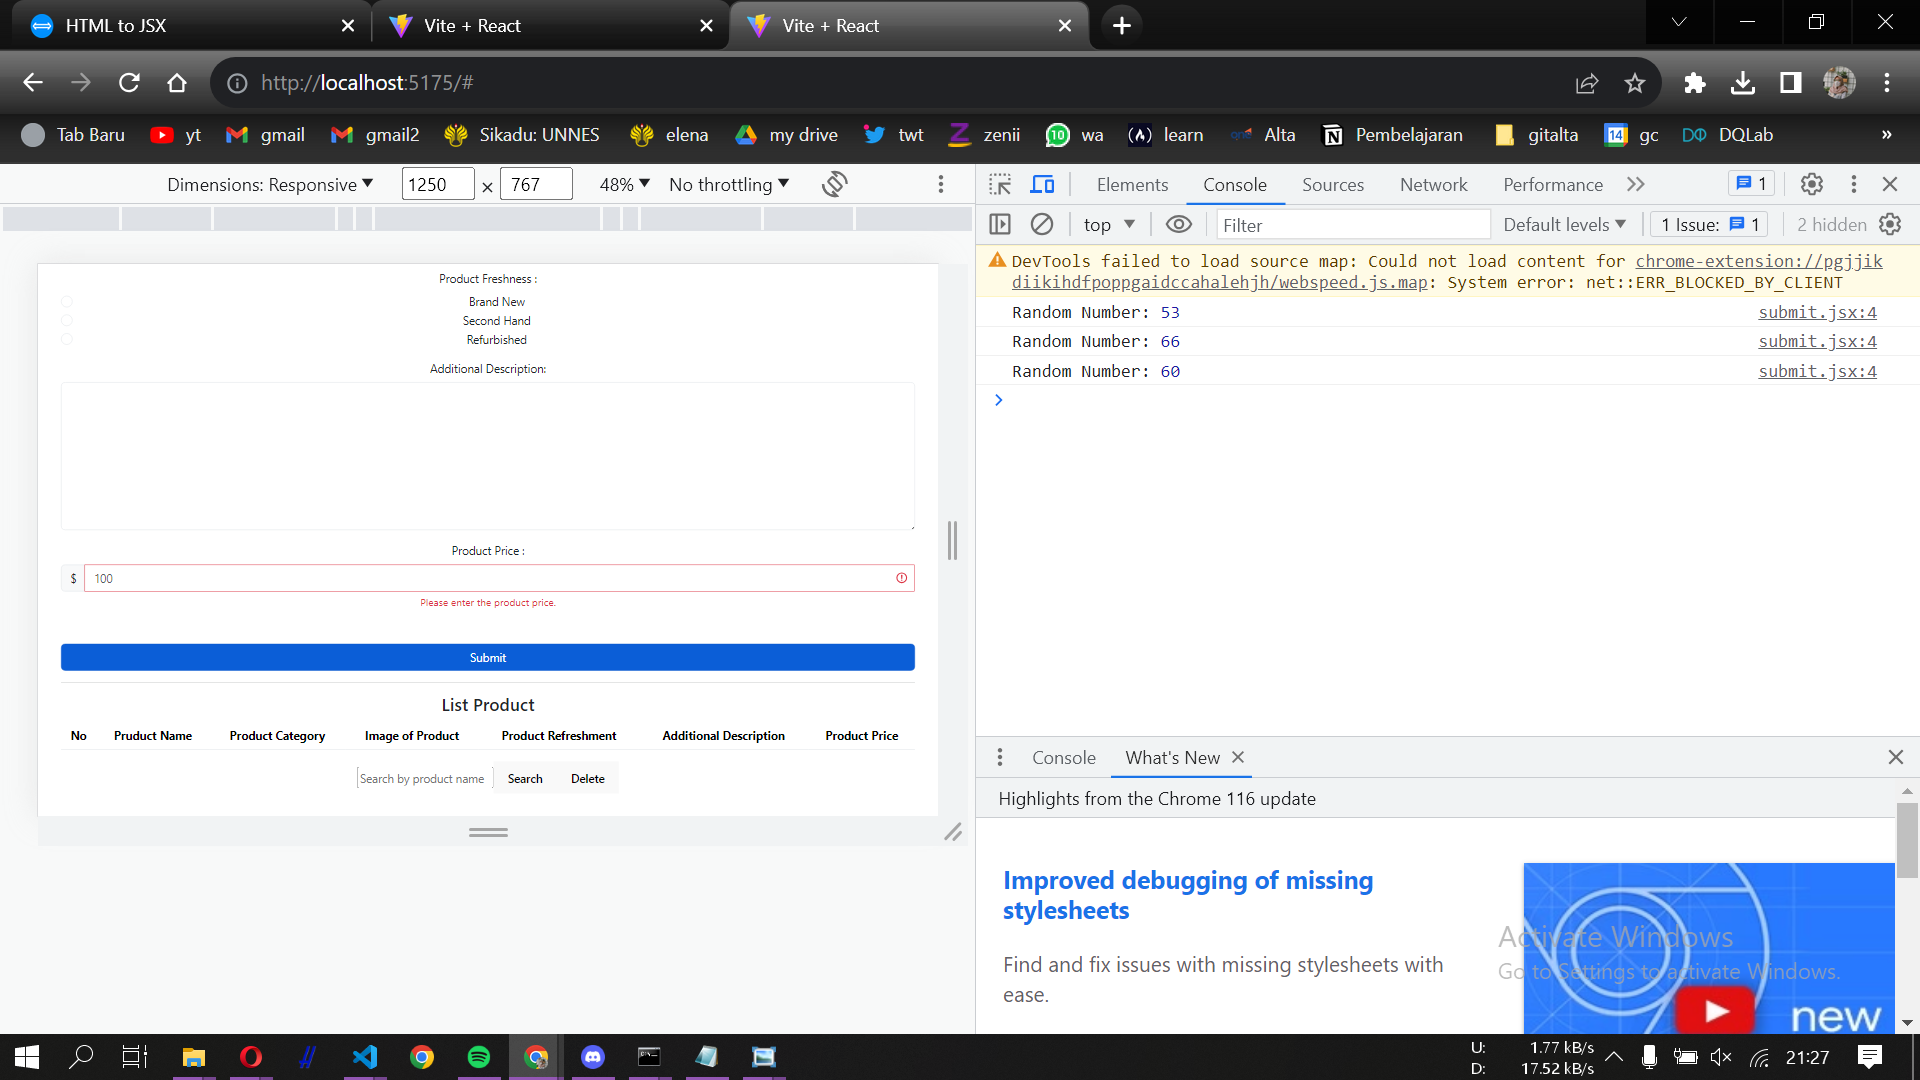 HTML to JSX
Vite + React
Vite + React
http://localhost:5175/#
Tab Baru
yt
gmail
gmail2
Sikadu: UNNES
elena
my drive
twt
zenii
10
wa
learn
Alta
Pembelajaran
gitalta
14
gc
DQLab
»
Dimensions: Responsive
1250 × 767
48%
No throttling
Elements
Console
Sources
Network
Performance
1
top
Filter
Default levels
1 Issue: 1
2 hidden
DevTools failed to load source map: Could not load content for chrome-extension://pgjjik
diikihdfpoppgaidccahalehjh/webspeed.js.map: System error: net::ERR_BLOCKED_BY_CLIENT
Random Number: 53 submit.jsx:4
Random Number: 66 submit.jsx:4
Random Number: 60 submit.jsx:4
Product Freshness :
Brand New
Second Hand
Refurbished
Additional Description:
Product Price :
$ 100
Please enter the product price.
Submit
List Product
No Pruduct Name Product Category Image of Product Product Refreshment Additional Description Product Price
Search by product name Search Delete
Console
What's New
Highlights from the Chrome 116 update
Improved debugging of missing
stylesheets
Find and fix issues with missing stylesheets with
ease.
new
Activate Windows
Go to Settings to activate Windows.
U: 1.77 kB/s
D: 17.52 kB/s
21:27